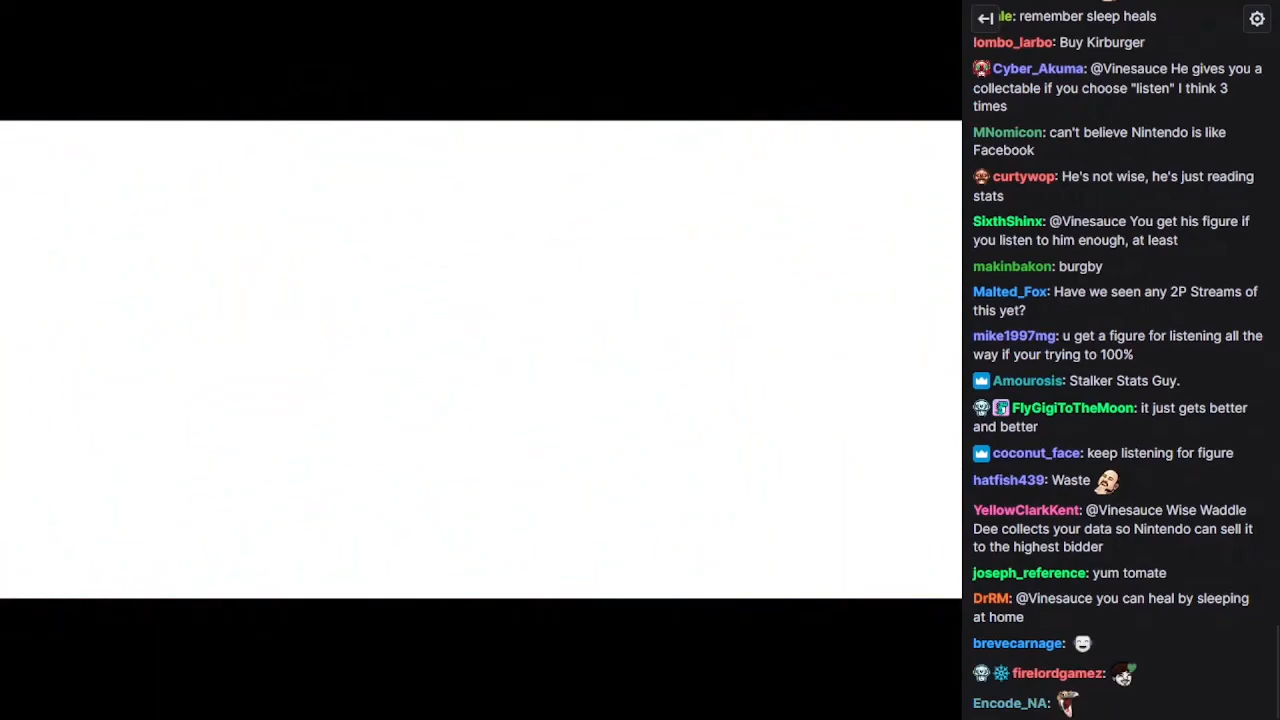 ale: remember sleep heals
lombo_larbo: Buy Kirburger
Cyber_Akuma: @Vinesauce He gives you a
collectable if you choose "listen" I think 3
times
MNomicon: can't believe Nintendo is like
Facebook
curtywop: He's not wise, he's just reading
stats
SixthShinx: @Vinesauce You get his figure if
you listen to him enough, at least
makinbakon: burgby
Malted_Fox: Have we seen any 2P Streams of
this yet?
mike1997mg: u get a figure for listening all the
way if your trying to 100%
Amourosis: Stalker Stats Guy.
FlyGigiToTheMoon: it just gets better
and better
coconut_face: keep listening for figure
hatfish439: Waste
YellowClarkKent: @Vinesauce Wise Waddle
Dee collects your data so Nintendo can sell it
to the highest bidder
joseph_reference: yum tomate
DrRM: @Vinesauce you can heal by sleeping
at home
brevecarnage:
firelordgamez:
Encode_NA: